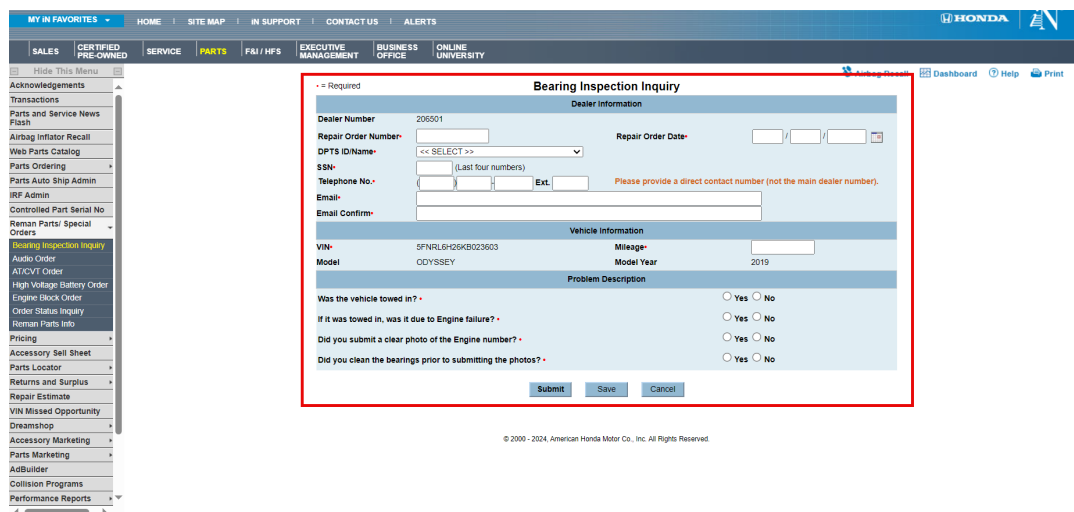 MY iN FAVORITES HOME SITE MAP iN SUPPORT CONTACT US ALERTS
HONDA
SALES CERTIFIED PRE-OWNED SERVICE PARTS F&I / HFS EXECUTIVE MANAGEMENT BUSINESS OFFICE ONLINE UNIVERSITY
Hide This Menu
Airbag Recall Dashboard Help Print
Acknowledgements
Transactions
Parts and Service News
Flash
Airbag Inflator Recall
Web Parts Catalog
Parts Ordering
Parts Auto Ship Admin
IRF Admin
Controlled Part Serial No
Reman Parts/ Special
Orders
Bearing Inspection Inquiry
Audio Order
AT/CVT Order
High Voltage Battery Order
Engine Block Order
Order Status Inquiry
Reman Parts Info
Pricing
Accessory Sell Sheet
Parts Locator
Returns and Surplus
Repair Estimate
VIN Missed Opportunity
Dreamshop
Accessory Marketing
Parts Marketing
AdBuilder
Collision Programs
Performance Reports
• = Required
Bearing Inspection Inquiry
Dealer Information
Dealer Number 206501
Repair Order Number• Repair Order Date• / /
DPTS ID/Name• << SELECT >>
SSN• (Last four numbers)
Telephone No.• ( ) - Ext. Please provide a direct contact number (not the main dealer number).
Email•
Email Confirm•
Vehicle Information
VIN• 5FNRL6H26KB023603 Mileage•
Model ODYSSEY Model Year 2019
Problem Description
Was the vehicle towed in? • Yes No
If it was towed in, was it due to Engine failure? • Yes No
Did you submit a clear photo of the Engine number? • Yes No
Did you clean the bearings prior to submitting the photos? • Yes No
Submit Save Cancel
© 2000 - 2024, American Honda Motor Co., Inc. All Rights Reserved.